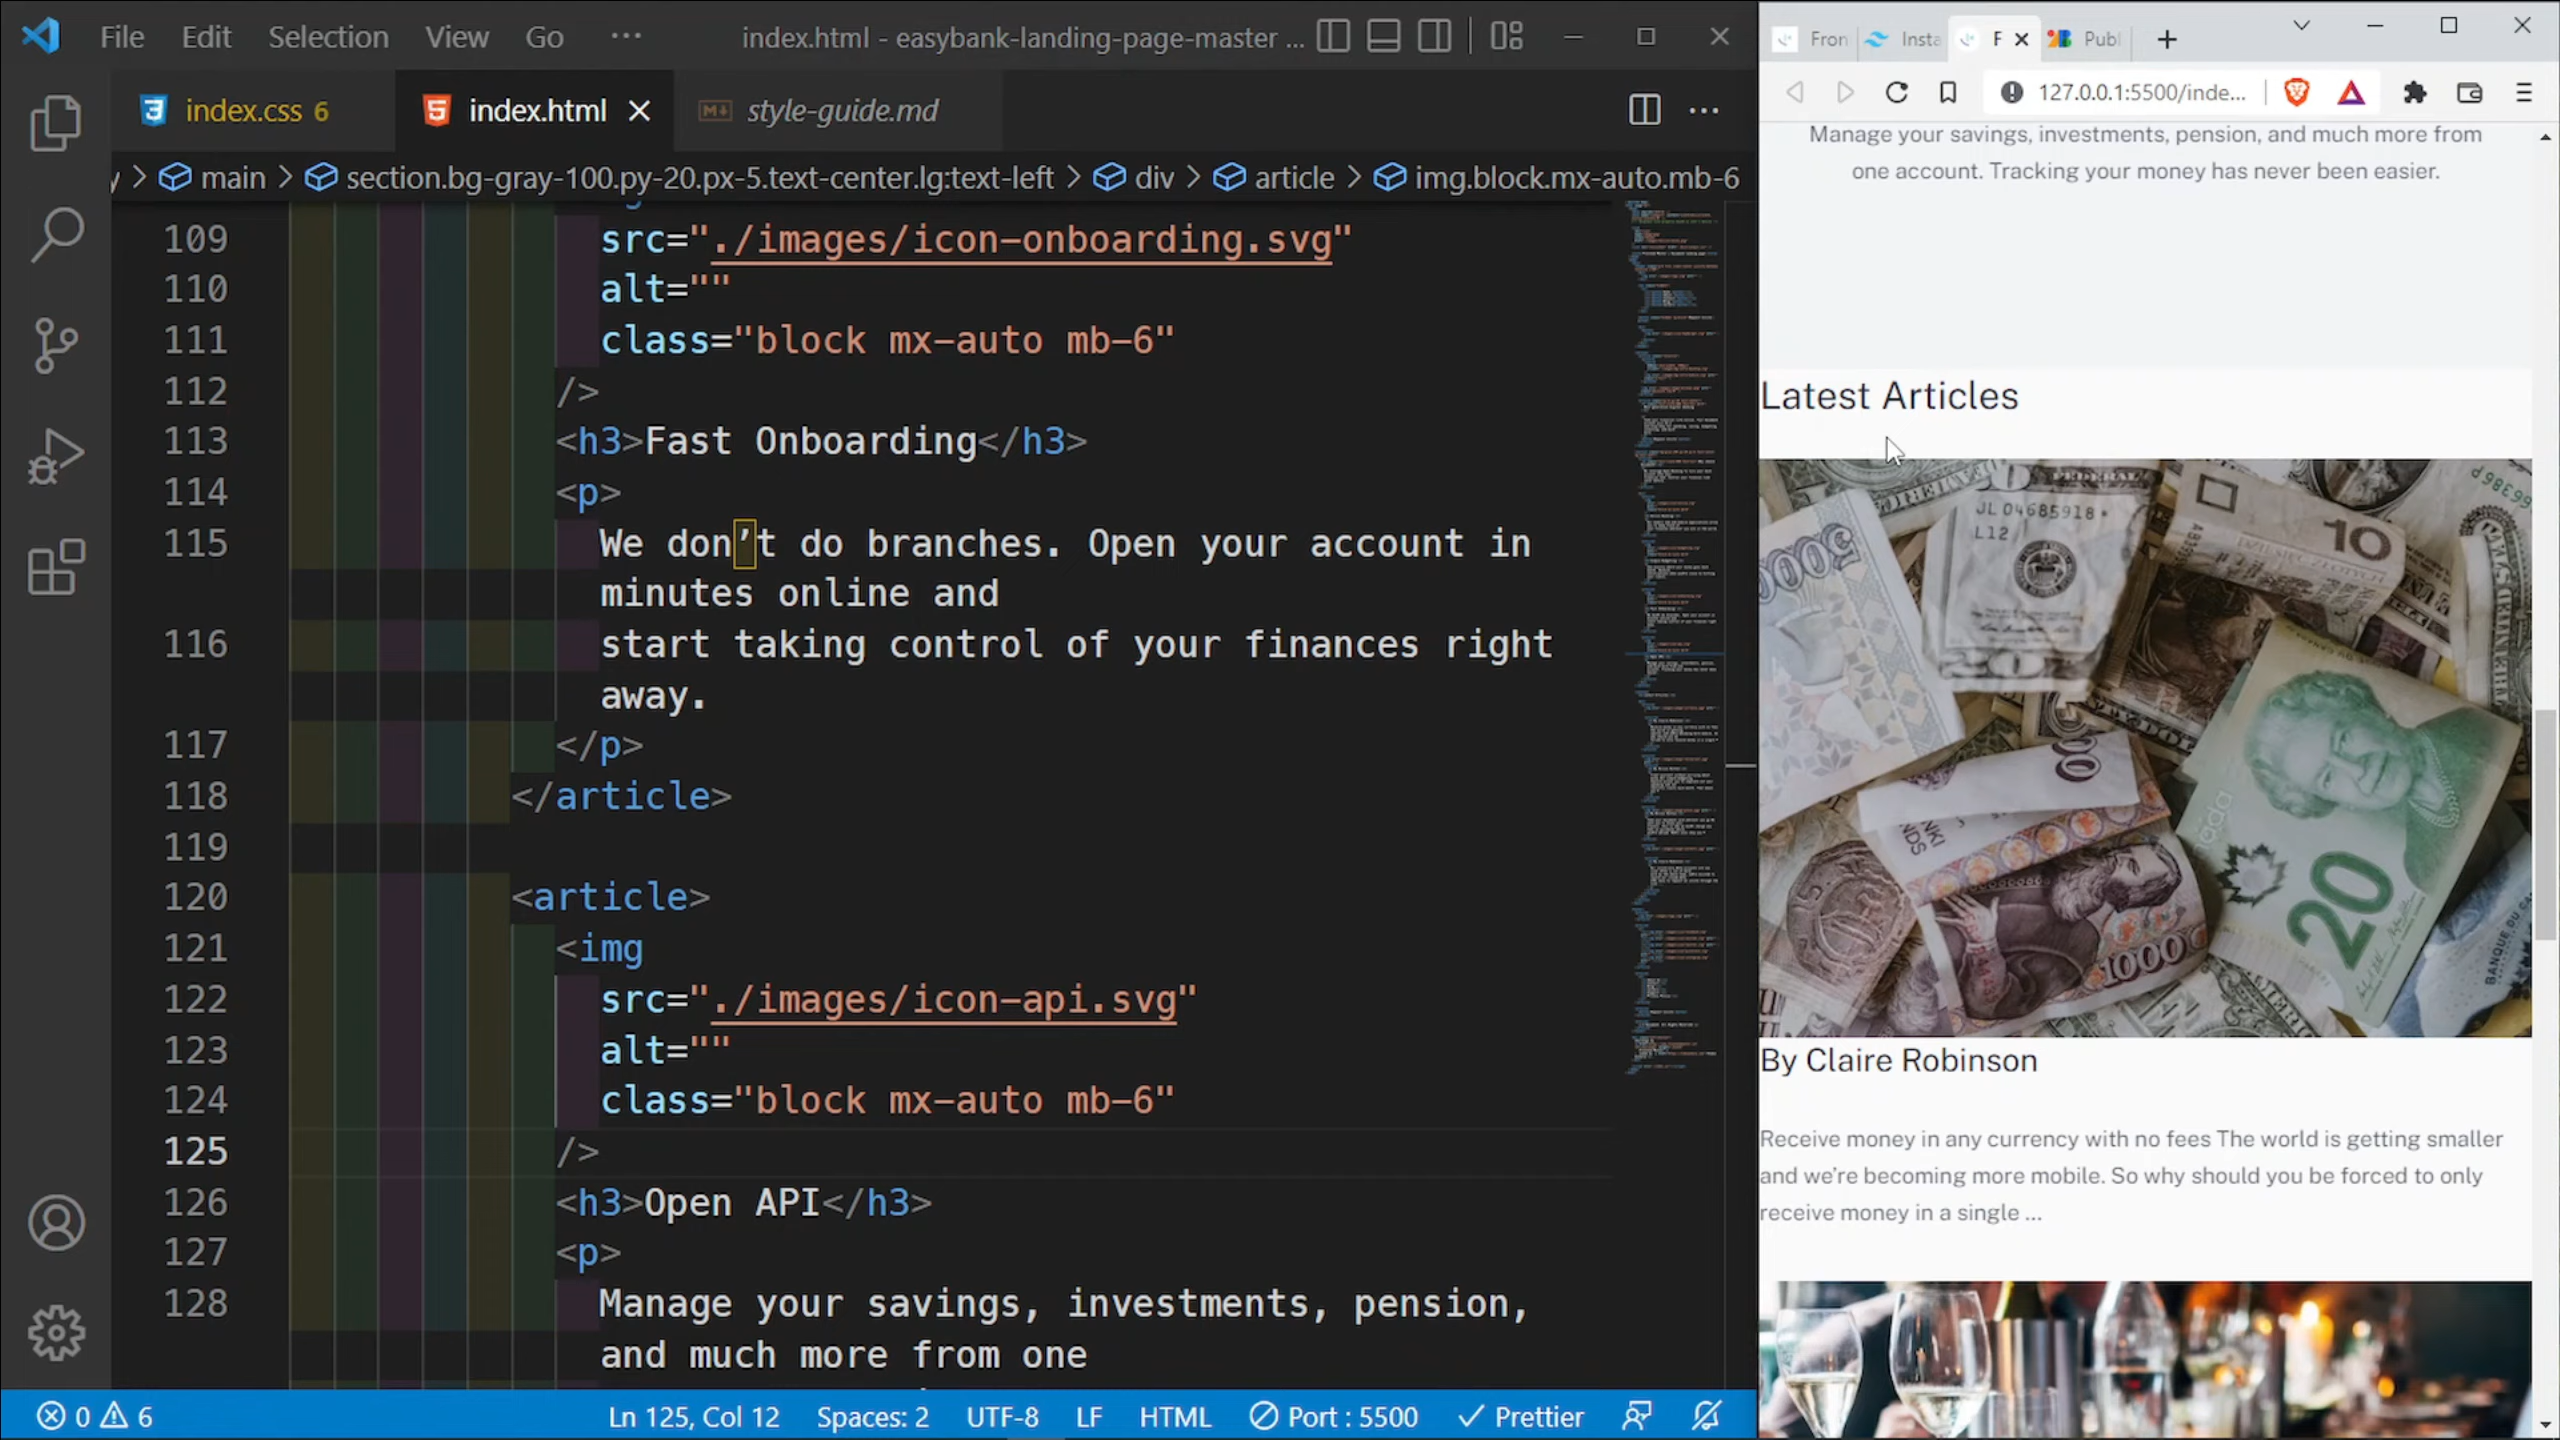 File Edit Selection View Go ··· index.html - easybank-landing-page-master ...
index.css 6 index.html style-guide.md
y > main > section.bg-gray-100.py-20.px-5.text-center.lg:text-left > div > article > img.block.mx-auto.mb-6
109 src="./images/icon-onboarding.svg"
110 alt=""
111 class="block mx-auto mb-6"
112 />
113 <h3>Fast Onboarding</h3>
114 <p>
115 We don’t do branches. Open your account in
minutes online and
116 start taking control of your finances right
away.
117 </p>
118 </article>
119
120 <article>
121 <img
122 src="./images/icon-api.svg"
123 alt=""
124 class="block mx-auto mb-6"
125 />
126 <h3>Open API</h3>
127 <p>
128 Manage your savings, investments, pension,
and much more from one
0 6 Ln 125, Col 12 Spaces: 2 UTF-8 LF HTML Port : 5500 Prettier
Fron Insta F Publ
127.0.0.1:5500/inde...
Manage your savings, investments, pension, and much more from
one account. Tracking your money has never been easier.
Latest Articles
JL 04685918
L12
10
5000
20
1000
By Claire Robinson
Receive money in any currency with no fees The world is getting smaller
and we’re becoming more mobile. So why should you be forced to only
receive money in a single ...